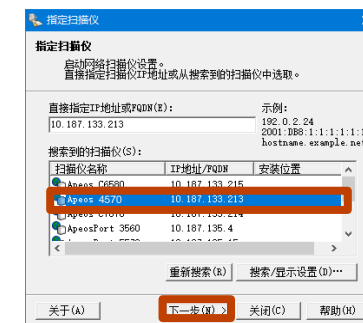 指定扫描仪
指定扫描仪
启动网络扫描仪设置。
直接指定扫描仪IP地址或从搜索到的扫描仪中选取。
直接指定IP地址或FQDN(E):
示例:
10.187.133.213
192.0.2.24
2001:DB8:1:1:1:1:
hostname.example.net
搜索到的扫描仪(S):
扫描仪名称 IP地址/FQDN 安装位置
Apeos C6580 10.187.133.215
Apeos 4570 10.187.133.213
Apeos 10.187.133.214
ApeosPort 3560 10.187.135.4
重新搜索(R) 搜索/显示设置(D)...
关于(A) 下一步(N) > 关闭(C) 帮助(H)